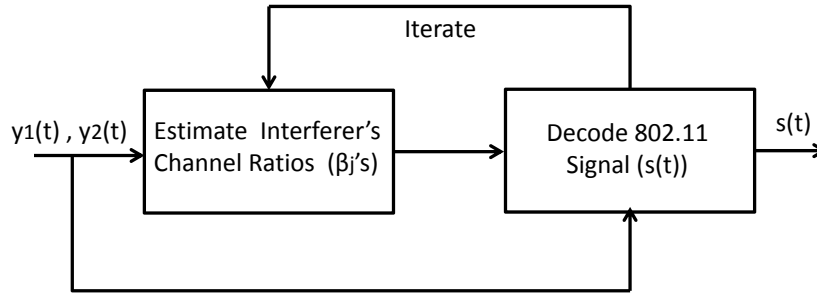 Iterate
y1(t) , y2(t)
Estimate Interferer's
Channel Ratios (βj's)
Decode 802.11
Signal (s(t))
s(t)